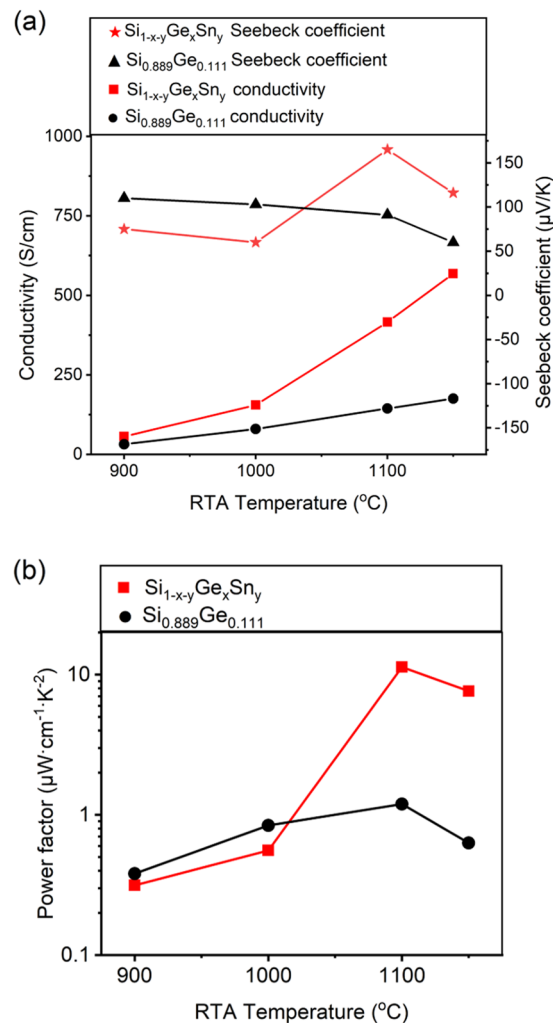 (a)
Si1-x-yGexSny Seebeck coefficient
Si0.889Ge0.111 Seebeck coefficient
Si1-x-yGexSny conductivity
Si0.889Ge0.111 conductivity
1000
750
500
250
0
Conductivity (S/cm)
150
100
50
0
-50
-100
-150
Seebeck coefficient (μV/K)
900
1000
1100
RTA Temperature (oC)
(b)
Si1-x-yGexSny
Si0.889Ge0.111
10
1
0.1
Power factor (μW·cm-1·K-2)
900
1000
1100
RTA Temperature (oC)